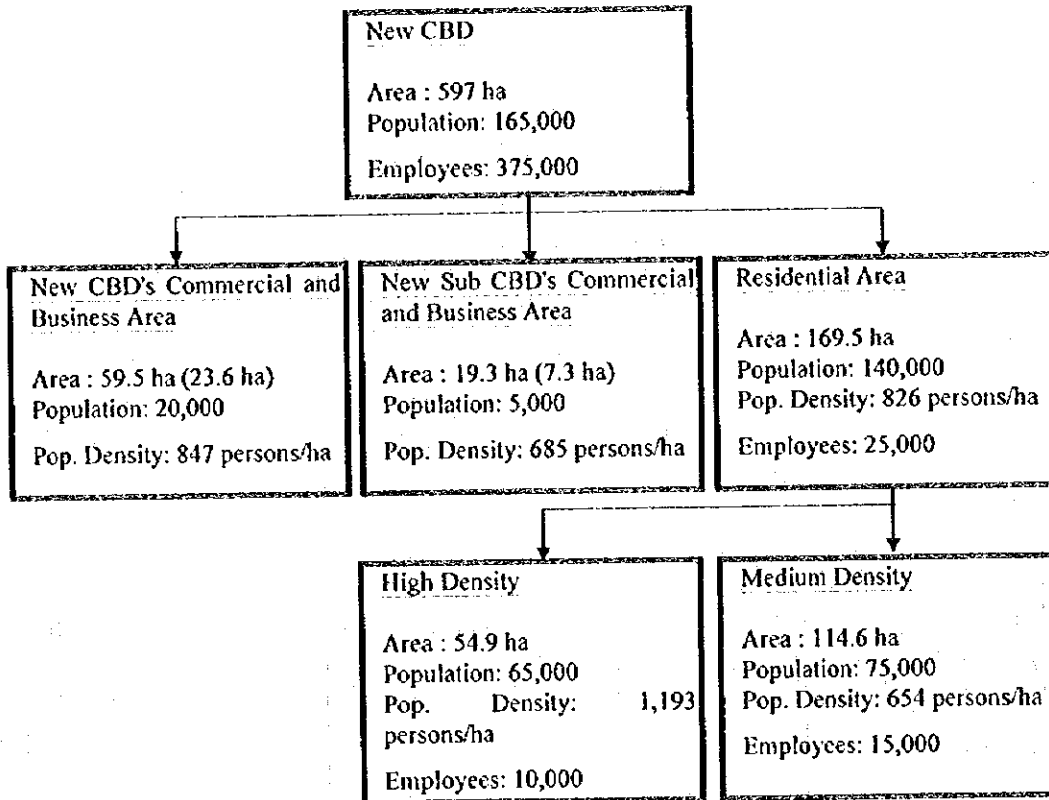 New CBD
Area : 597 ha
Population: 165,000
Employees: 375,000
New CBD's Commercial and
Business Area
Area : 59.5 ha (23.6 ha)
Population: 20,000
Pop. Density: 847 persons/ha
New Sub CBD's Commercial
and Business Area
Area : 19.3 ha (7.3 ha)
Population: 5,000
Pop. Density: 685 persons/ha
Residential Area
Area : 169.5 ha
Population: 140,000
Pop. Density: 826 persons/ha
Employees: 25,000
High Density
Area : 54.9 ha
Population: 65,000
Pop. Density: 1,193
persons/ha
Employees: 10,000
Medium Density
Area : 114.6 ha
Population: 75,000
Pop. Density: 654 persons/ha
Employees: 15,000